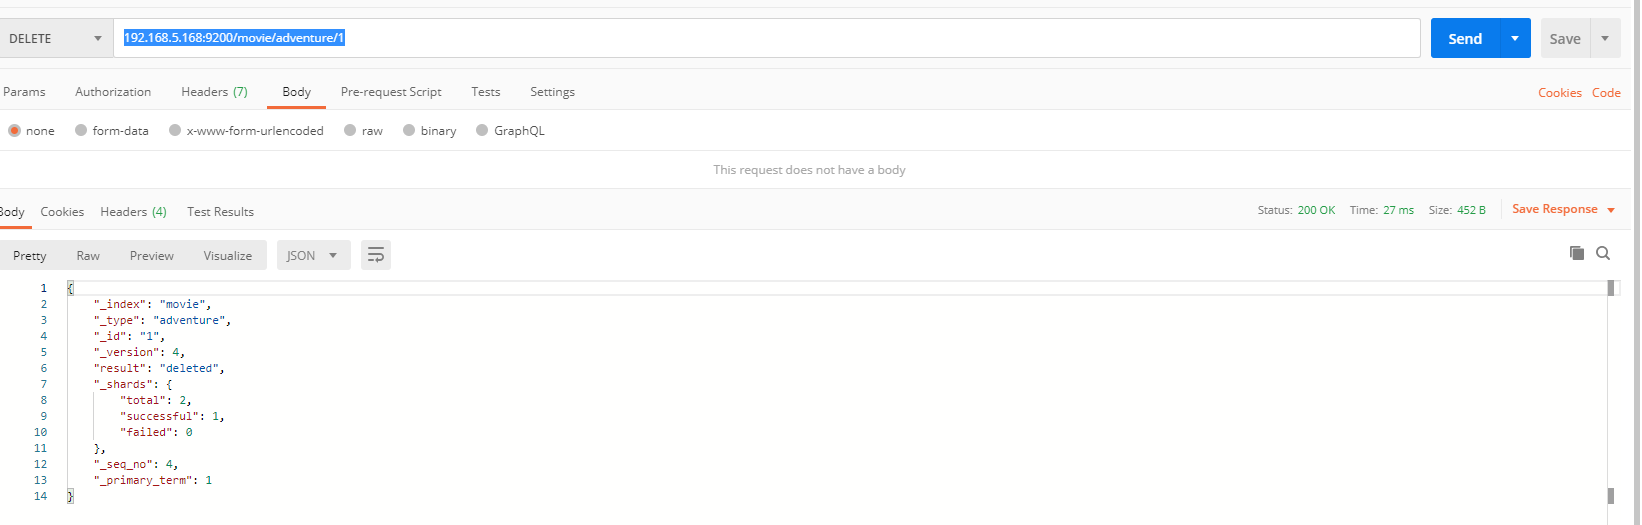 DELETE 192.168.5.168:9200/movie/adventure/1 Send Save
Params Authorization Headers (7) Body Pre-request Script Tests Settings Cookies Code
none form-data x-www-form-urlencoded raw binary GraphQL
This request does not have a body
Body Cookies Headers (4) Test Results Status: 200 OK Time: 27 ms Size: 452 B Save Response
Pretty Raw Preview Visualize JSON
1 {
2 "_index": "movie",
3 "_type": "adventure",
4 "_id": "1",
5 "_version": 4,
6 "result": "deleted",
7 "_shards": {
8 "total": 2,
9 "successful": 1,
10 "failed": 0
11 },
12 "_seq_no": 4,
13 "_primary_term": 1
14 }